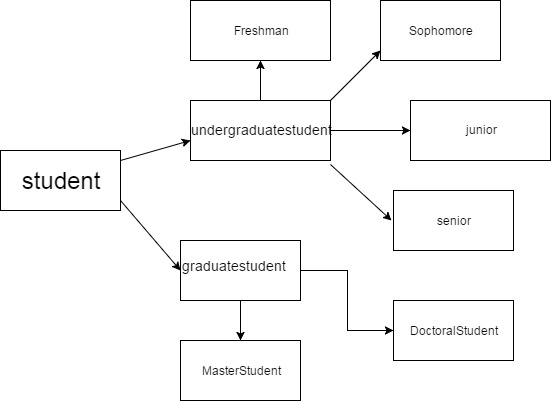 Freshman
Sophomore
undergraduatestudent
junior
student
senior
graduatestudent
DoctoralStudent
MasterStudent